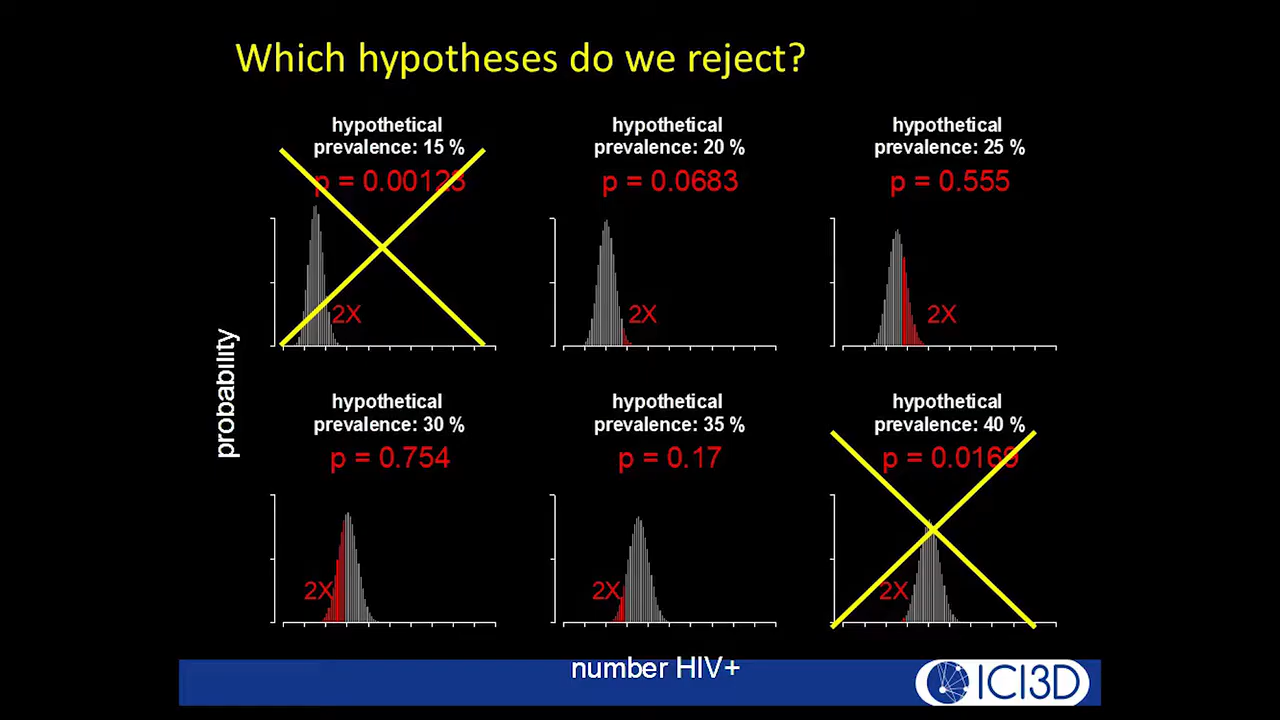 Which hypotheses do we reject?
hypothetical
prevalence: 15 %
p = 0.00123
2X
hypothetical
prevalence: 20 %
p = 0.0683
2X
hypothetical
prevalence: 25 %
p = 0.555
2X
probability
hypothetical
prevalence: 30 %
p = 0.754
2X
hypothetical
prevalence: 35 %
p = 0.17
2X
hypothetical
prevalence: 40 %
p = 0.0169
2X
number HIV+
ICI3D